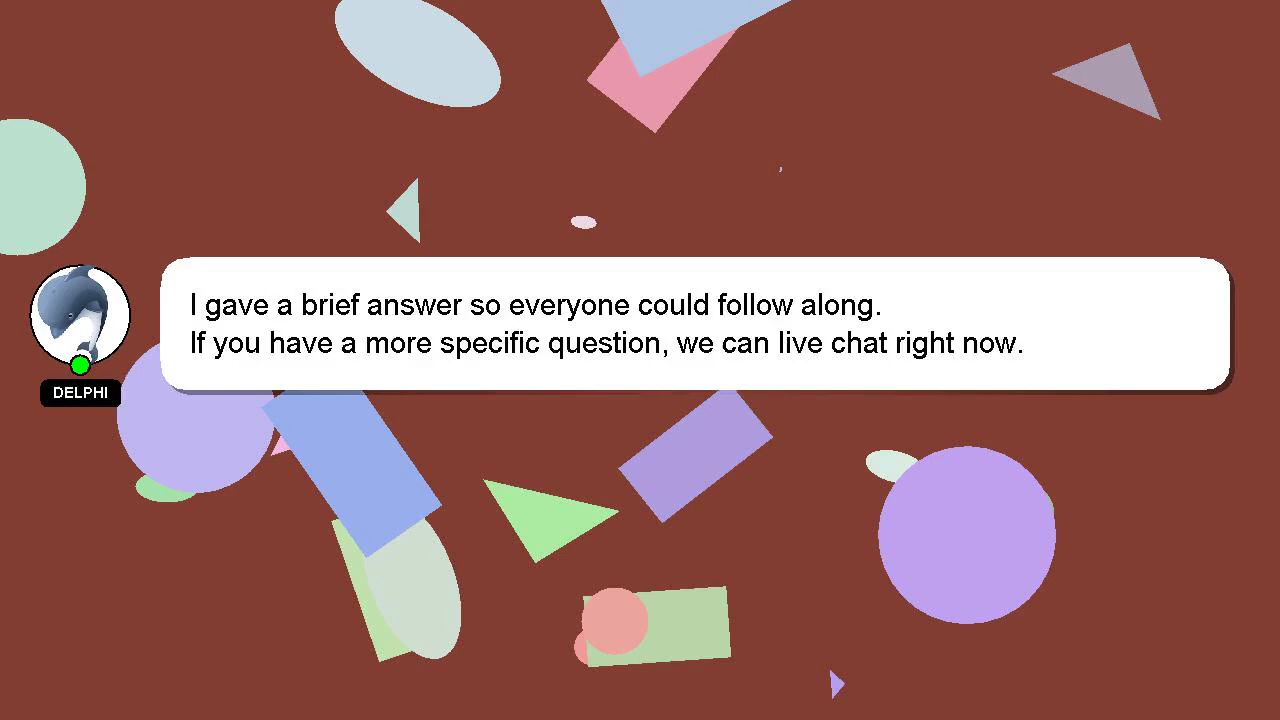 I gave a brief answer so everyone could follow along.
If you have a more specific question, we can live chat right now.
DELPHI